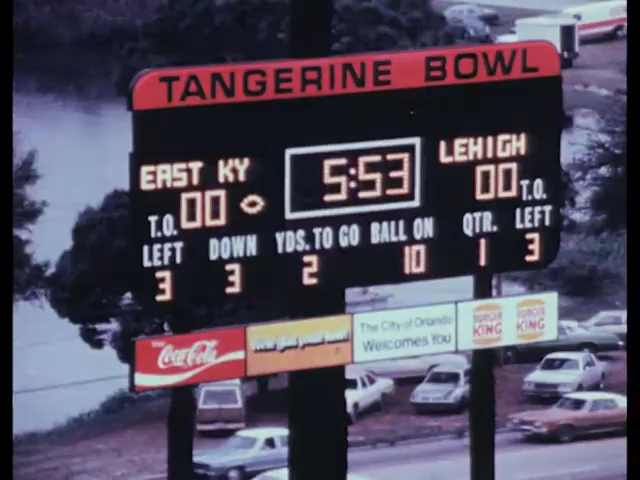 TANGERINE BOWL
EAST KY 5:53 LEHIGH
T.O. 00 00 T.O.
LEFT DOWN YDS. TO GO BALL ON QTR. LEFT
3 3 2 10 1 3
THE
Coca-Cola
The City of Orlando
Welcomes You
BURGER KING BURGER KING